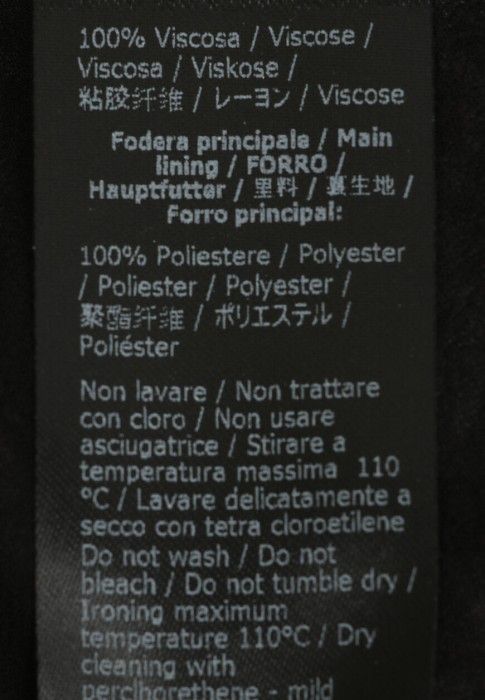 100% Viscosa / Viscose /
Viscosa / Viskose /
粘胶纤维 / レーヨン / Viscose
Fodera principale / Main
lining / FORRO /
Hauptfutter / 里料 / 裏生地 /
Forro principal:
100% Poliestere / Polyester
/ Poliester / Polyester /
聚酯纤维 / ポリエステル /
Poliéster
Non lavare / Non trattare
con cloro / Non usare
asciugatrice / Stirare a
temperatura massima 110
°C / Lavare delicatamente a
secco con tetra cloroetilene
Do not wash / Do not
bleach / Do not tumble dry /
Ironing maximum
temperature 110°C / Dry
cleaning with
perclhorethene - mild